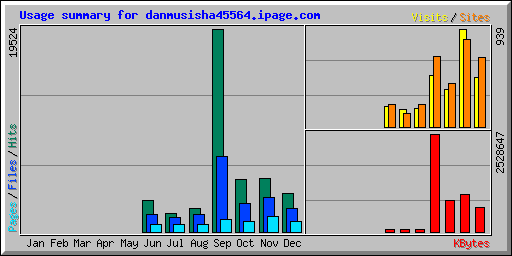 Usage summary for danmusisha45564.ipage.com
Visits / Sites
19524
939
Pages / Files / Hits
2528647
Jan Feb Mar Apr May Jun Jul Aug Sep Oct Nov Dec
KBytes